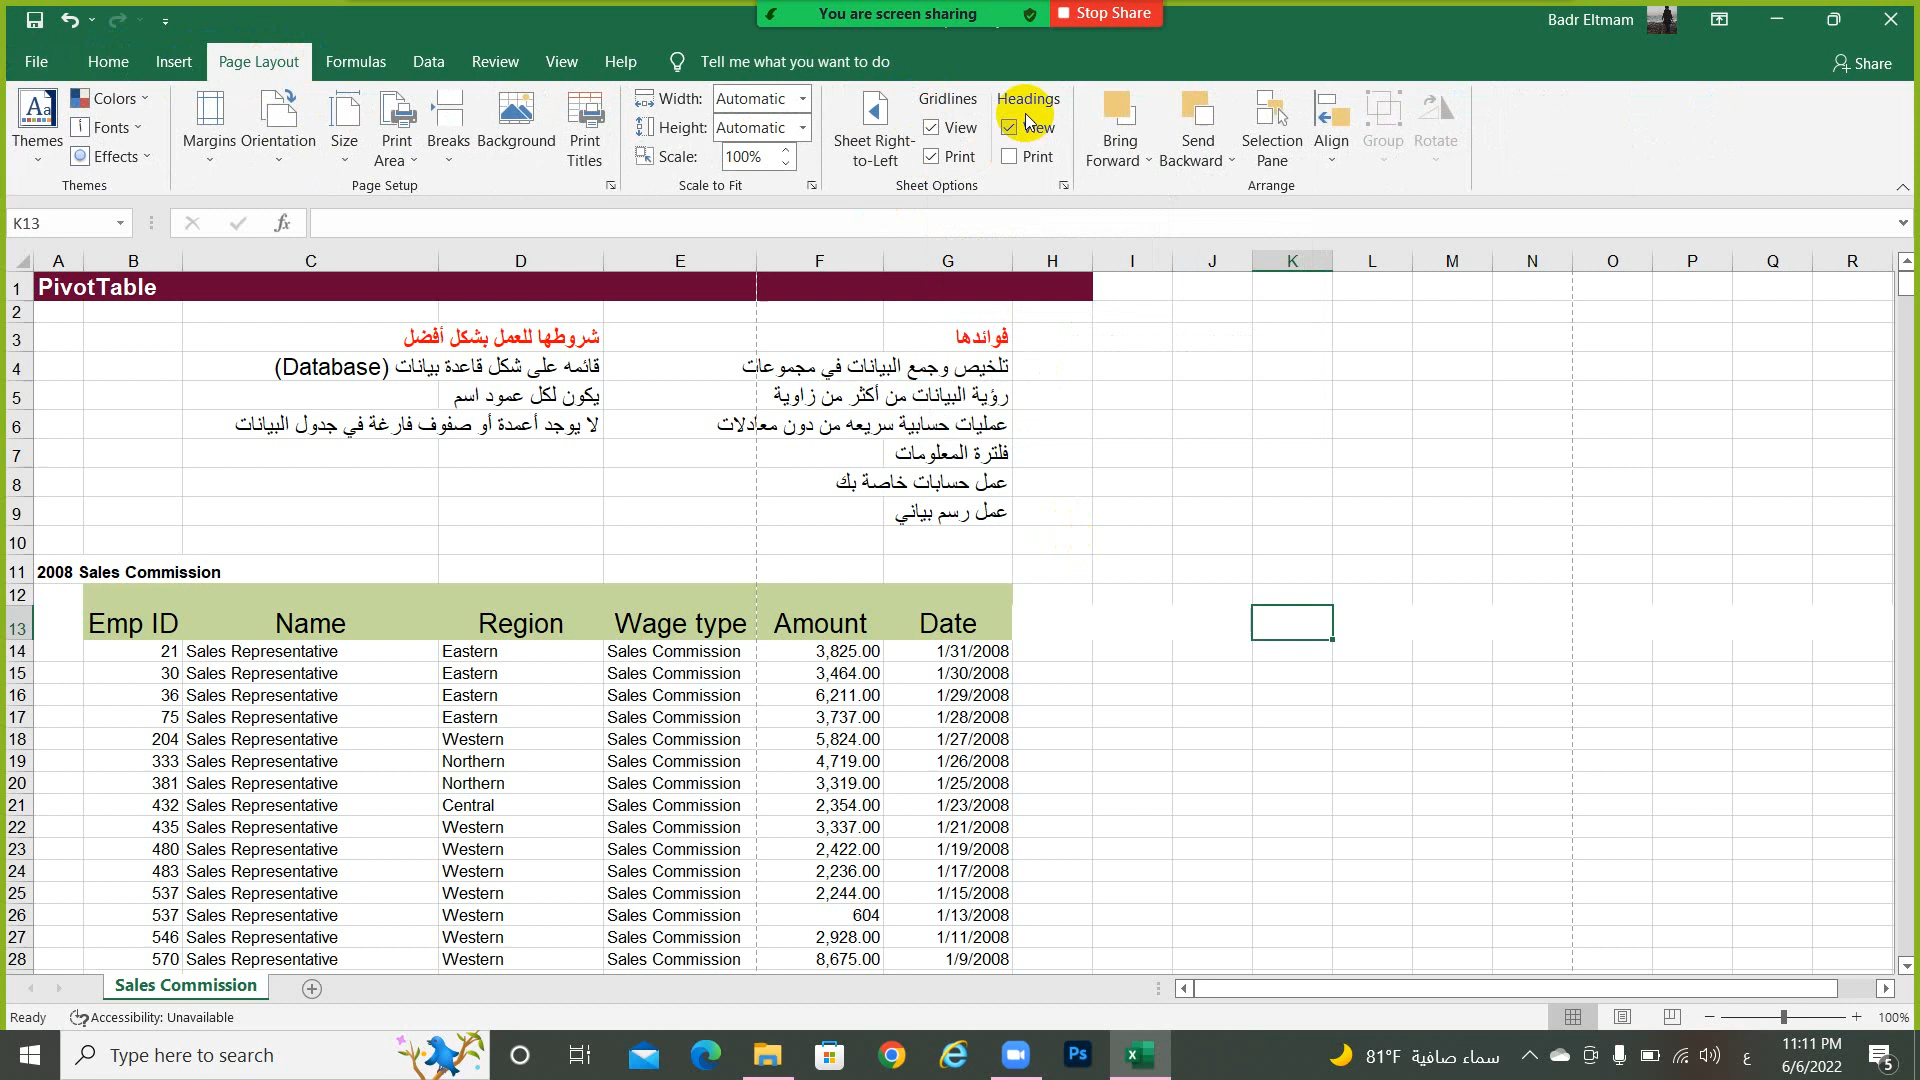 You are screen sharing
Stop Share
Badr Eltmam
File Home Insert Page Layout Formulas Data Review View Help Tell me what you want to do Share
Themes
Colors
Fonts
Effects
Themes
Margins Orientation Size Print Area Breaks Background Print Titles
Page Setup
Width: Automatic
Height: Automatic
Scale: 100%
Scale to Fit
Sheet Right-to-Left
Gridlines
View
Print
Headings
Print
Sheet Options
Bring Forward Send Backward Selection Pane Align Group Rotate
Arrange
K13
fx
A B C D E F G H I J K L M N O P Q R
1 PivotTable
2
3 شروطها للعمل بشكل أفضل فوائدها
4 قائمه على شكل قاعدة بيانات (Database) تلخيص وجمع البيانات في مجموعات
5 يكون لكل عمود اسم رؤية البيانات من أكثر من زاوية
6 لا يوجد أعمدة أو صفوف فارغة في جدول البيانات عمليات حسابية سريعه من دون معادلات
7 فلترة المعلومات
8 عمل حسابات خاصة بك
9 عمل رسم بياني
10
11 2008 Sales Commission
12
13 Emp ID Name Region Wage type Amount Date
14 21 Sales Representative Eastern Sales Commission 3,825.00 1/31/2008
15 30 Sales Representative Eastern Sales Commission 3,464.00 1/30/2008
16 36 Sales Representative Eastern Sales Commission 6,211.00 1/29/2008
17 75 Sales Representative Eastern Sales Commission 3,737.00 1/28/2008
18 204 Sales Representative Western Sales Commission 5,824.00 1/27/2008
19 333 Sales Representative Northern Sales Commission 4,719.00 1/26/2008
20 381 Sales Representative Northern Sales Commission 3,319.00 1/25/2008
21 432 Sales Representative Central Sales Commission 2,354.00 1/23/2008
22 435 Sales Representative Western Sales Commission 3,337.00 1/21/2008
23 480 Sales Representative Western Sales Commission 2,422.00 1/19/2008
24 483 Sales Representative Western Sales Commission 2,236.00 1/17/2008
25 537 Sales Representative Western Sales Commission 2,244.00 1/15/2008
26 537 Sales Representative Western Sales Commission 604 1/13/2008
27 546 Sales Representative Western Sales Commission 2,928.00 1/11/2008
28 570 Sales Representative Western Sales Commission 8,675.00 1/9/2008
Sales Commission
Ready Accessibility: Unavailable 100%
Type here to search
Ps
81°F سماء صافية
ع
11:11 PM
6/6/2022
5